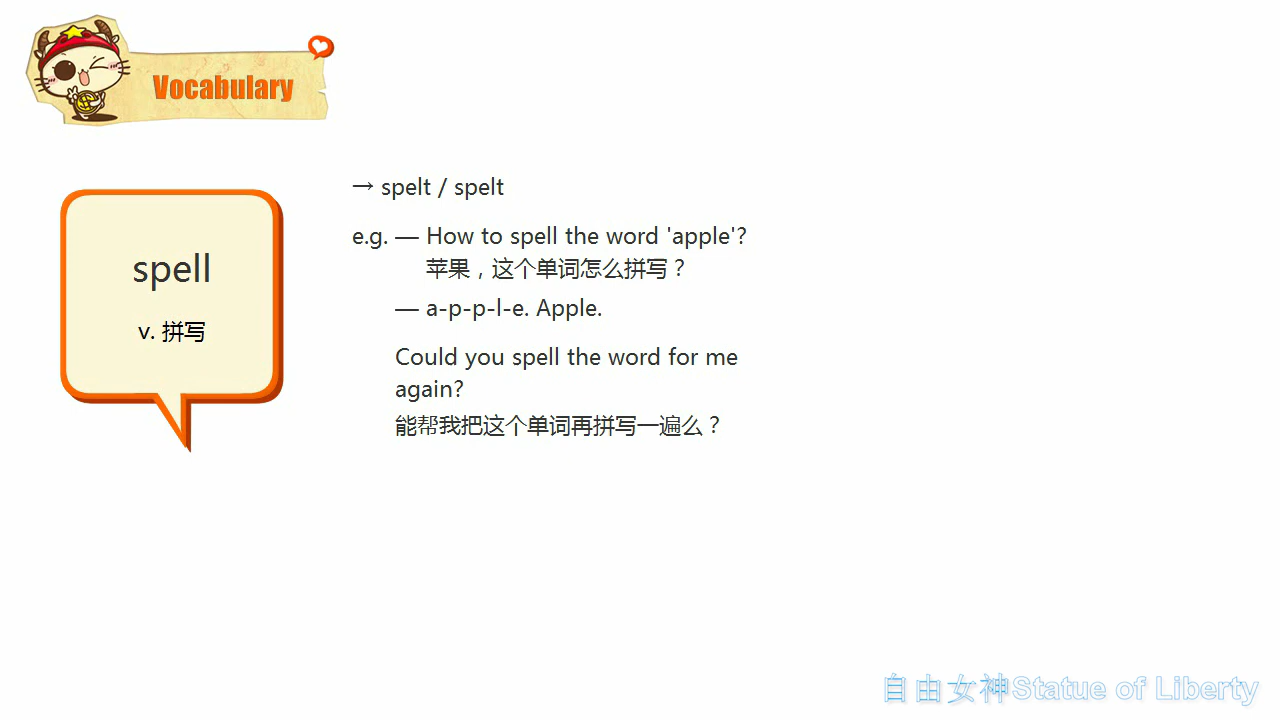 Vocabulary
spell
v. 拼写
→ spelt / spelt
e.g. — How to spell the word 'apple'?
苹果，这个单词怎么拼写？
— a-p-p-l-e. Apple.
Could you spell the word for me
again?
能帮我把这个单词再拼写一遍么？
自由女神Statue of Liberty